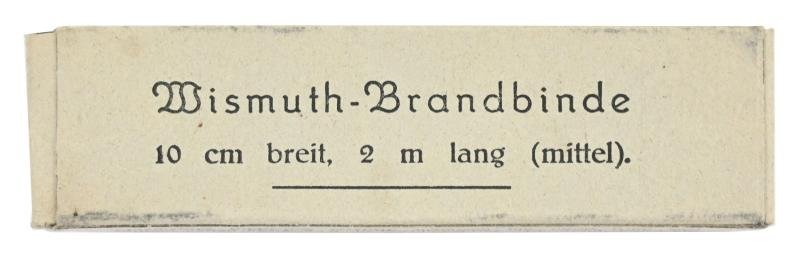 Wismuth-Brandbinde
10 cm breit, 2 m lang (mittel).